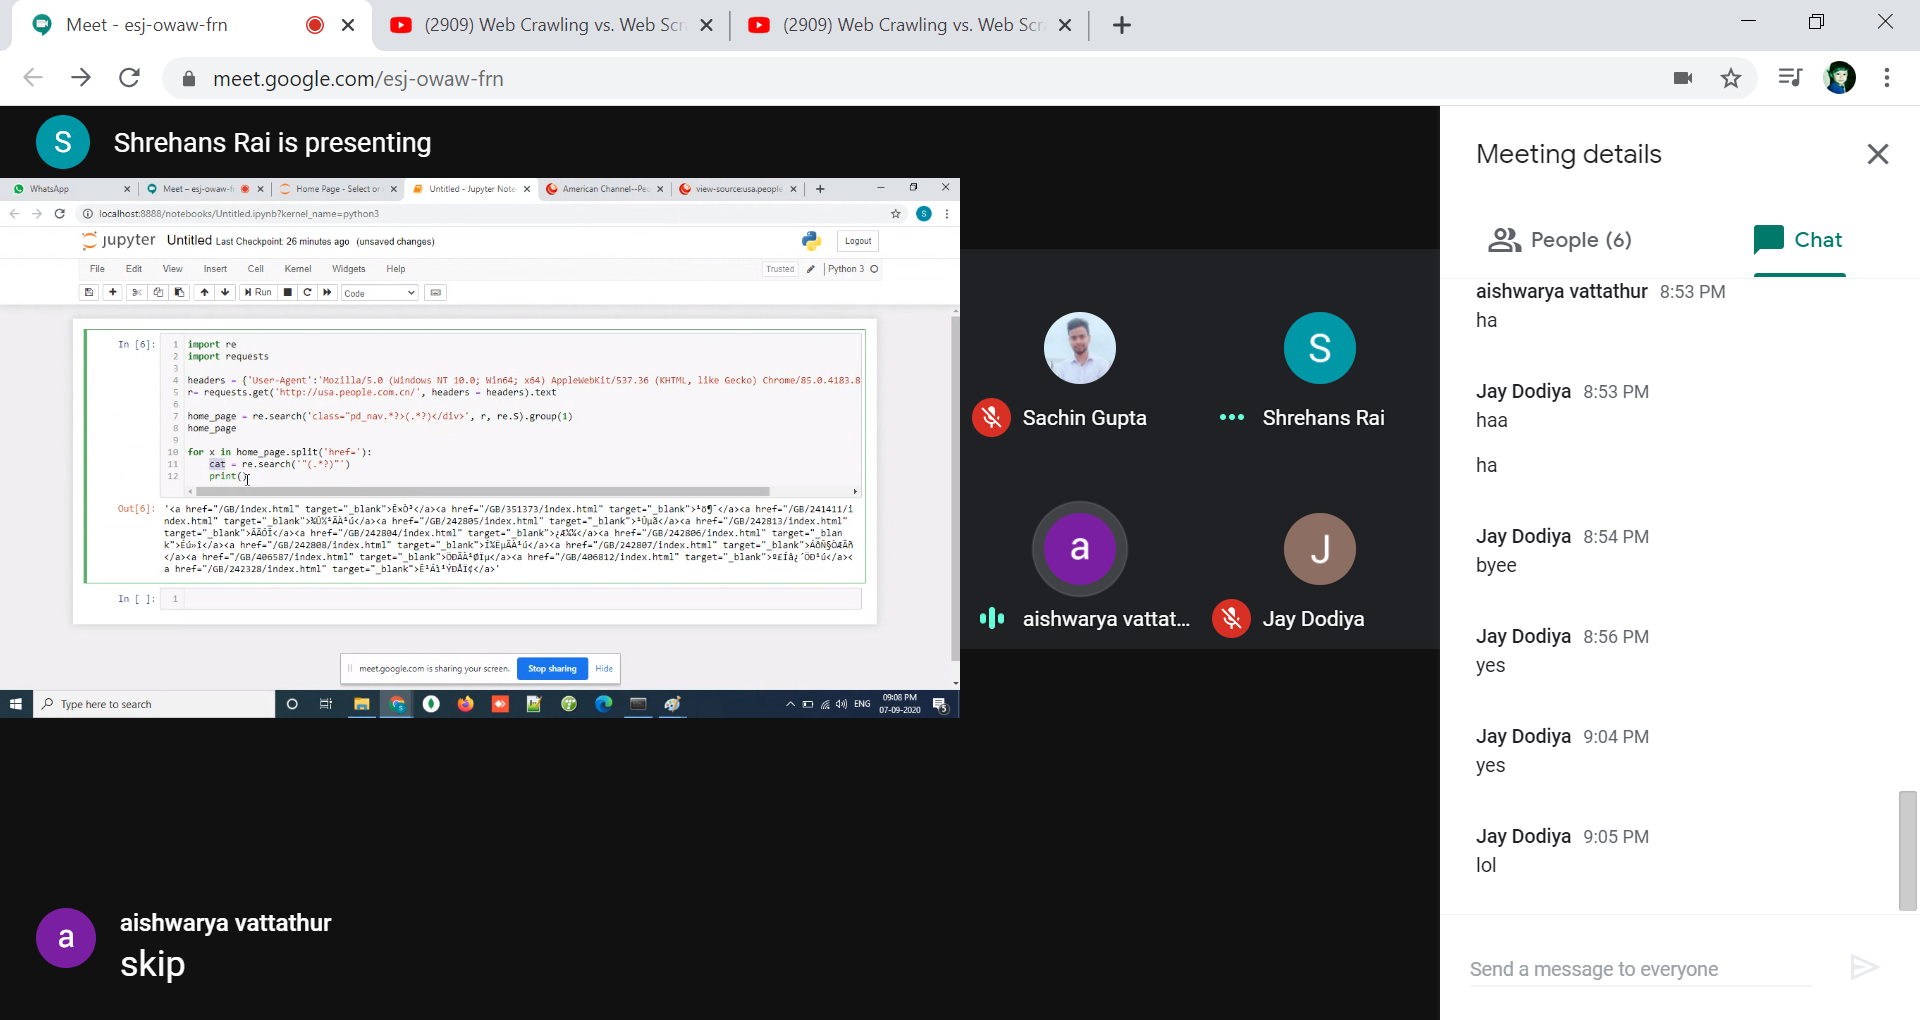 Meet - esj-owaw-frn
(2909) Web Crawling vs. Web Scr
(2909) Web Crawling vs. Web Scr
meet.google.com/esj-owaw-frn
S
Shrehans Rai is presenting
WhatsApp
Meet – esj-owaw-f
Home Page - Select or
Untitled - Jupyter Note
American Channel--Peo
view-source:usa.people
localhost:8888/notebooks/Untitled.ipynb?kernel_name=python3
S
jupyter Untitled Last Checkpoint: 26 minutes ago (unsaved changes)
Logout
File Edit View Insert Cell Kernel Widgets Help
Trusted
Python 3
Run
Code
In [6]:
1 import re
2 import requests
3
4 headers = {'User-Agent':'Mozilla/5.0 (Windows NT 10.0; Win64; x64) AppleWebKit/537.36 (KHTML, like Gecko) Chrome/85.0.4183.8
5 r= requests.get('http://usa.people.com.cn/', headers = headers).text
6
7 home_page = re.search('class="pd_nav.*?>(.*?)</div>', r, re.S).group(1)
8 home_page
9
10 for x in home_page.split('href='):
11 cat = re.search('"(.*?)"')
12 print()
Out[6]:
'<a href="/GB/index.html" target="_blank"></a><a href="/GB/351373/index.html" target="_blank"></a><a href="/GB/241411/i
ndex.html" target="_blank"></a><a href="/GB/242805/index.html" target="_blank"></a><a href="/GB/242813/index.html"
target="_blank"></a><a href="/GB/242804/index.html" target="_blank"></a><a href="/GB/242806/index.html" target="_blan
k"></a><a href="/GB/242808/index.html" target="_blank"></a><a href="/GB/242807/index.html" target="_blank">
</a><a href="/GB/406587/index.html" target="_blank"></a><a href="/GB/406812/index.html" target="_blank"></a><
a href="/GB/242328/index.html" target="_blank"></a>'
In [ ]:
1
meet.google.com is sharing your screen.
Stop sharing
Hide
Type here to search
ENG
09:08 PM
07-09-2020
5
Sachin Gupta
S
Shrehans Rai
a
aishwarya vattat...
J
Jay Dodiya
a
aishwarya vattathur
skip
Meeting details
People (6)
Chat
aishwarya vattathur 8:53 PM
ha
Jay Dodiya 8:53 PM
haa
ha
Jay Dodiya 8:54 PM
byee
Jay Dodiya 8:56 PM
yes
Jay Dodiya 9:04 PM
yes
Jay Dodiya 9:05 PM
lol
Send a message to everyone